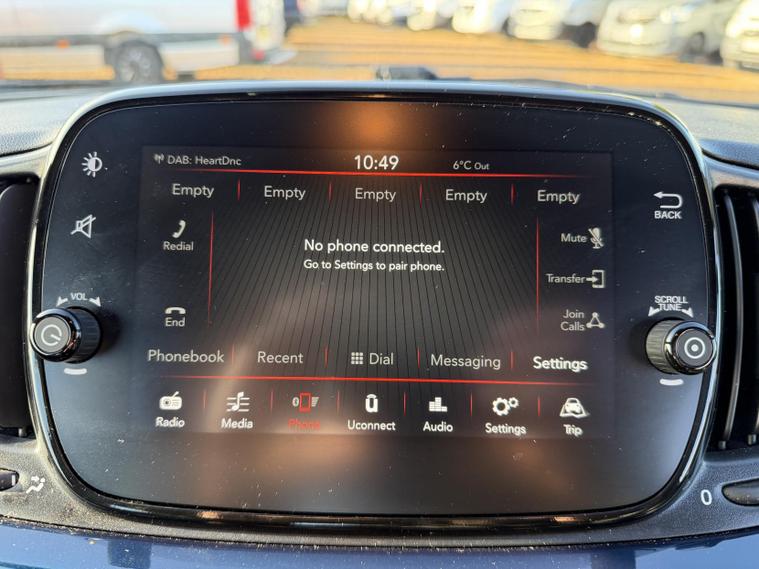 DAB: HeartDnc 10:49 6°C Out
Empty Empty Empty Empty Empty
BACK
Redial
Mute
No phone connected.
Go to Settings to pair phone.
Transfer
VOL
SCROLL
TUNE
End
Join
Calls
Phonebook Recent Dial Messaging Settings
Radio Media Phone Uconnect Audio Settings Trip
0